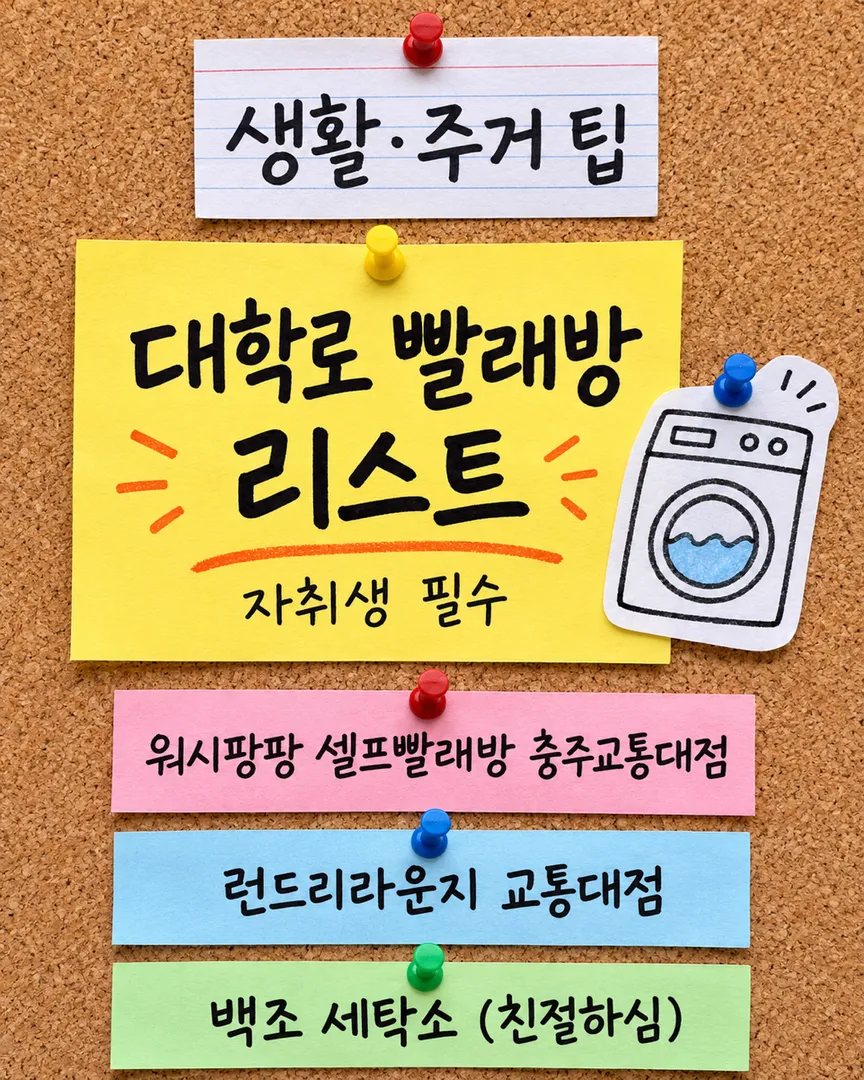 생활·주거 팁
대학로 빨래방
리스트
자취생 필수
워시팡팡 셀프빨래방 충주교통대점
런드리라운지 교통대점
백조 세탁소 (친절하심)